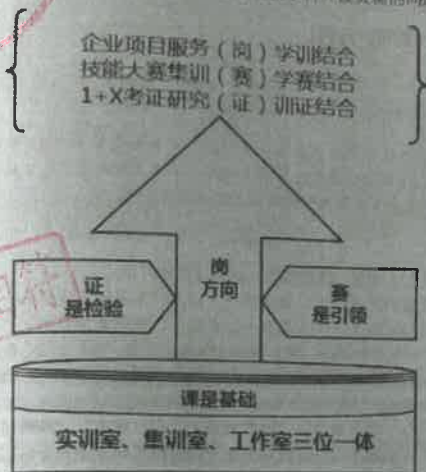 企业项目服务（岗）学训结合
技能大赛集训（赛）学赛结合
1+X考证研究（证）训证结合
岗
方向
证
是检验
赛
是引领
课是基础
实训室、集训室、工作室三位一体